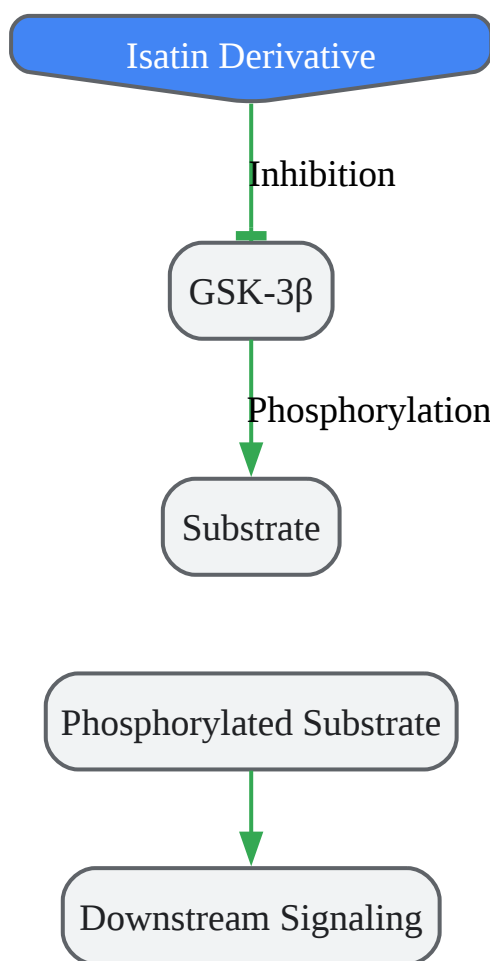 Isatin Derivative
Inhibition
GSK-3β
Phosphorylation
Substrate
Phosphorylated Substrate
Downstream Signaling